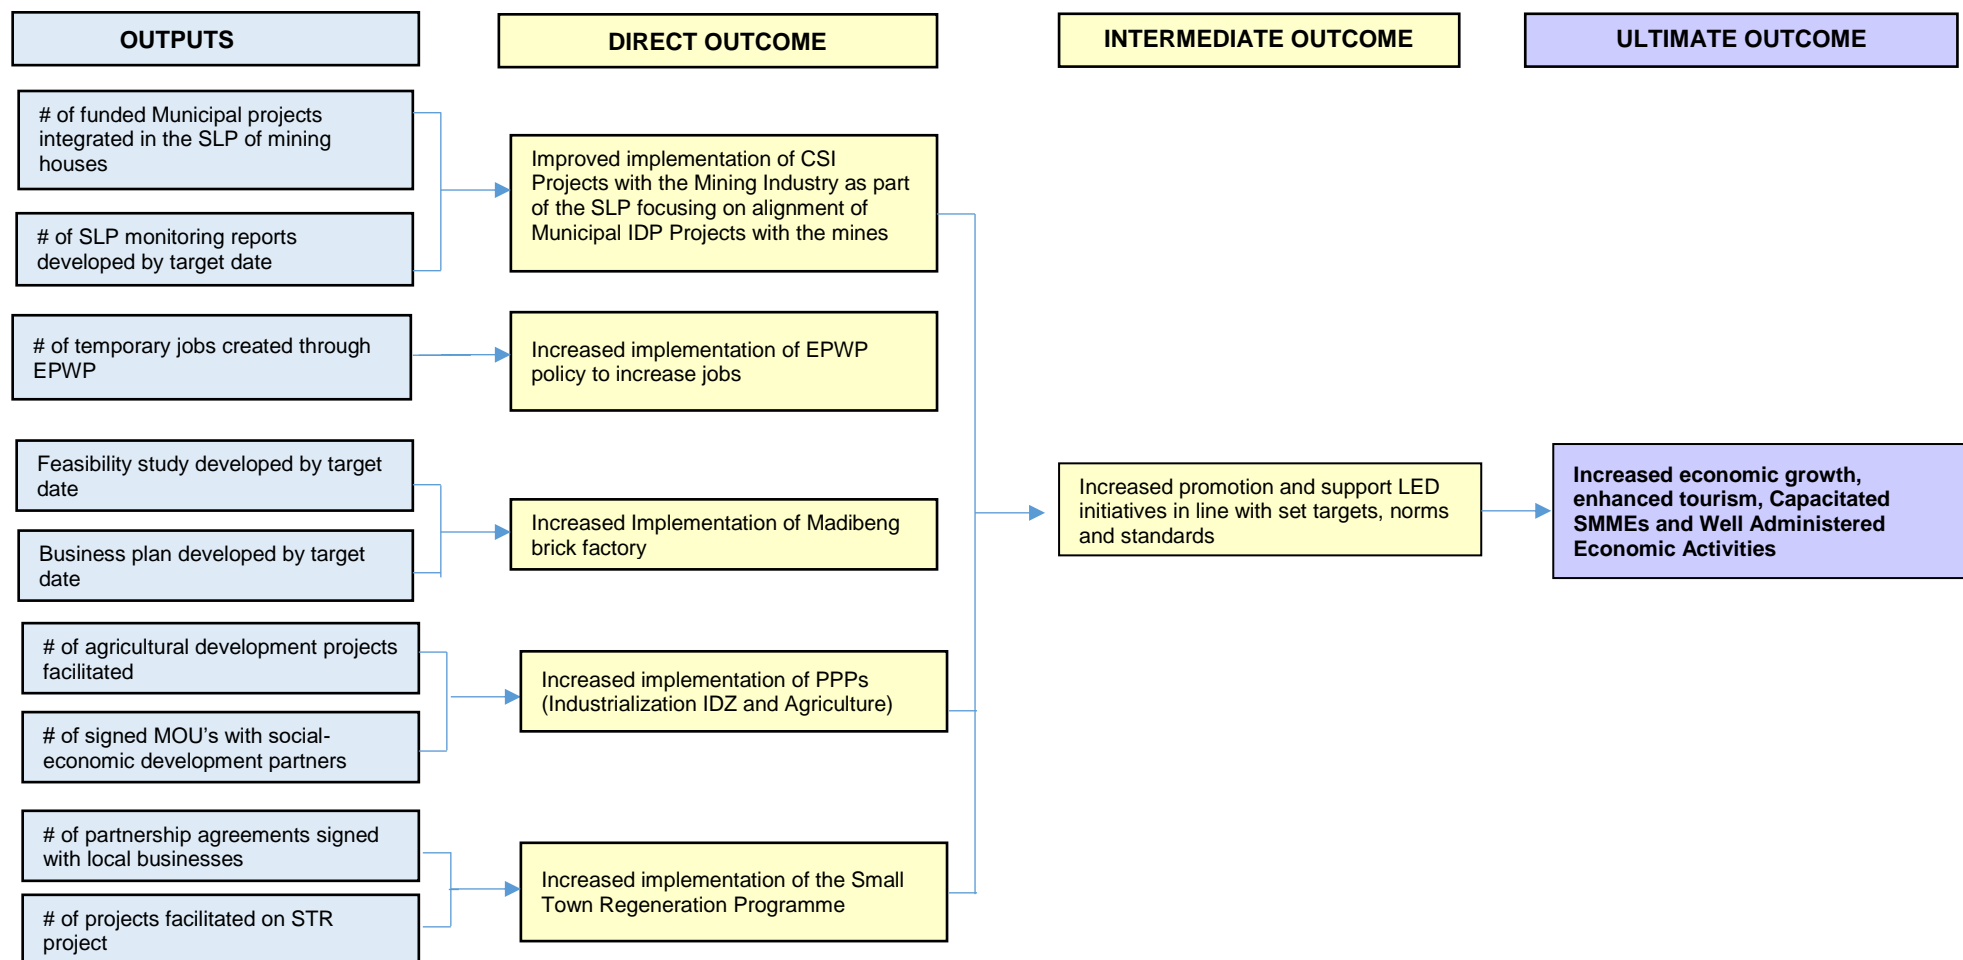 OUTPUTS
DIRECT OUTCOME
INTERMEDIATE OUTCOME
ULTIMATE OUTCOME
# of funded Municipal projects
integrated in the SLP of mining
houses
# of SLP monitoring reports
developed by target date
Improved implementation of CSI
Projects with the Mining Industry as part
of the SLP focusing on alignment of
Municipal IDP Projects with the mines
# of temporary jobs created through
EPWP
Increased implementation of EPWP
policy to increase jobs
Feasibility study developed by target
date
Business plan developed by target
date
Increased Implementation of Madibeng
brick factory
# of agricultural development projects
facilitated
# of signed MOU's with social-
economic development partners
Increased implementation of PPPs
(Industrialization IDZ and Agriculture)
# of partnership agreements signed
with local businesses
# of projects facilitated on STR
project
Increased implementation of the Small
Town Regeneration Programme
Increased promotion and support LED
initiatives in line with set targets, norms
and standards
Increased economic growth,
enhanced tourism, Capacitated
SMMEs and Well Administered
Economic Activities